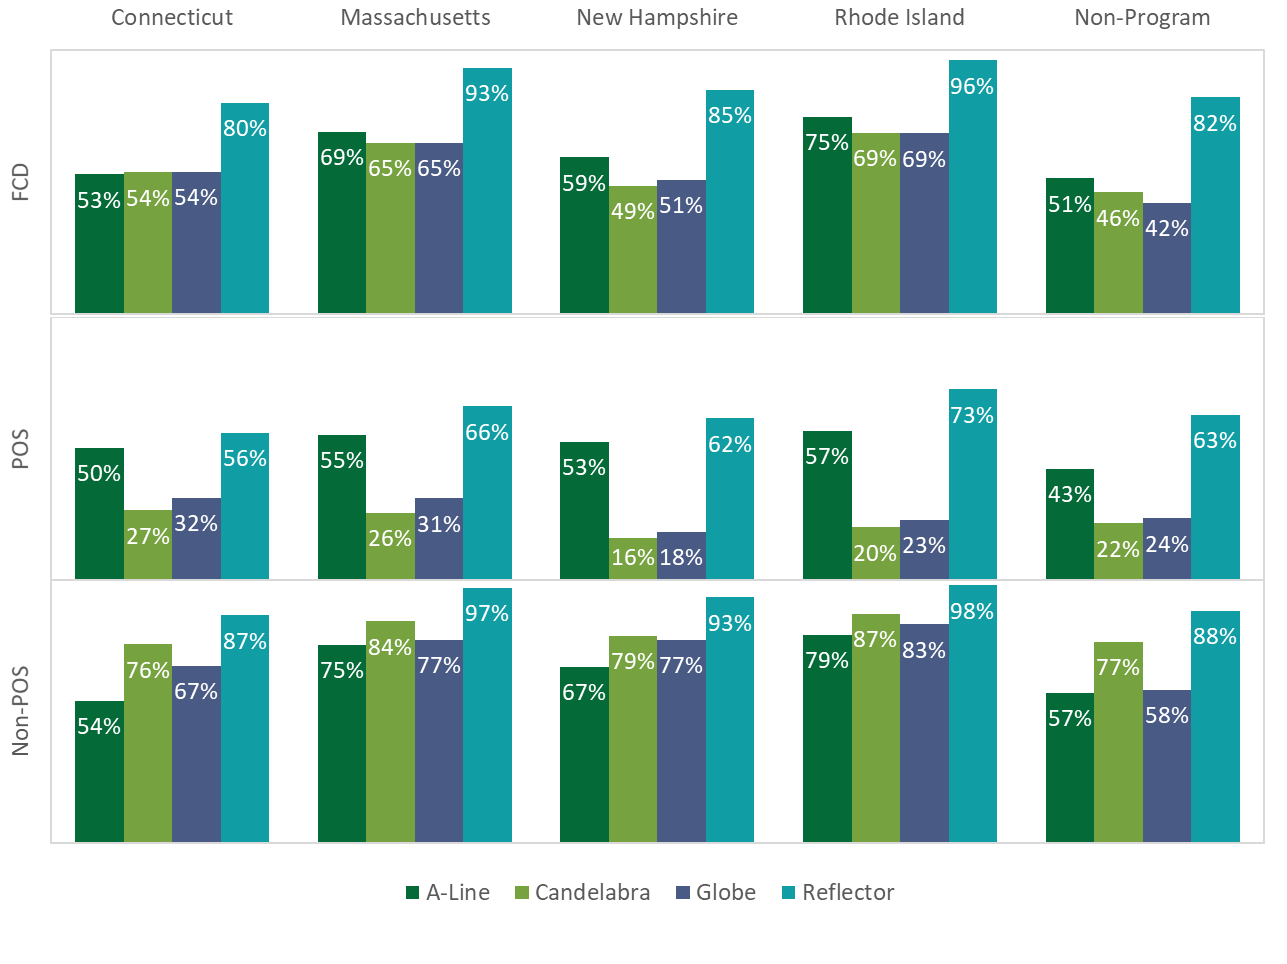 Connecticut Massachusetts New Hampshire Rhode Island Non-Program
FCD
53% 54% 54% 80% 69% 65% 65% 93% 59% 49% 51% 85% 75% 69% 69% 96% 51% 46% 42% 82%
POS
50% 27% 32% 56% 55% 26% 31% 66% 53% 16% 18% 62% 57% 20% 23% 73% 43% 22% 24% 63%
Non-POS
54% 76% 67% 87% 75% 84% 77% 97% 67% 79% 77% 93% 79% 87% 83% 98% 57% 77% 58% 88%
A-Line Candelabra Globe Reflector